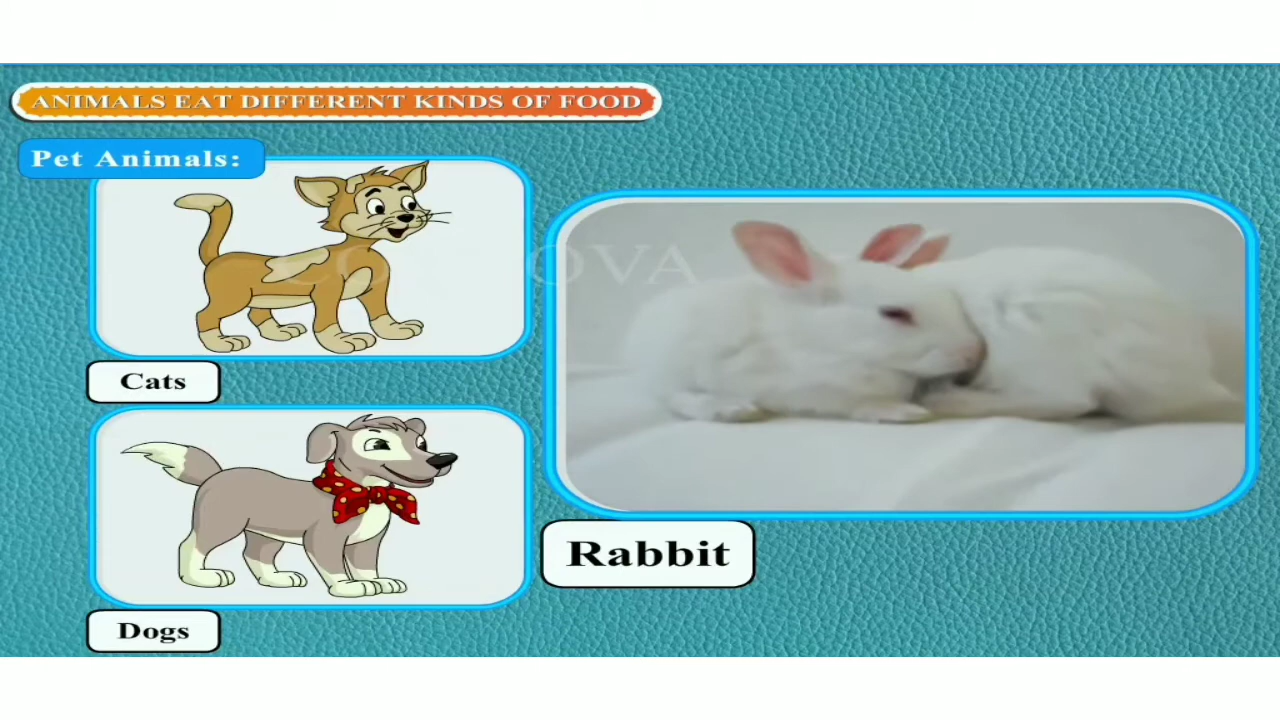 ANIMALS EAT DIFFERENT KINDS OF FOOD
Pet Animals:
Cats
Dogs
Rabbit